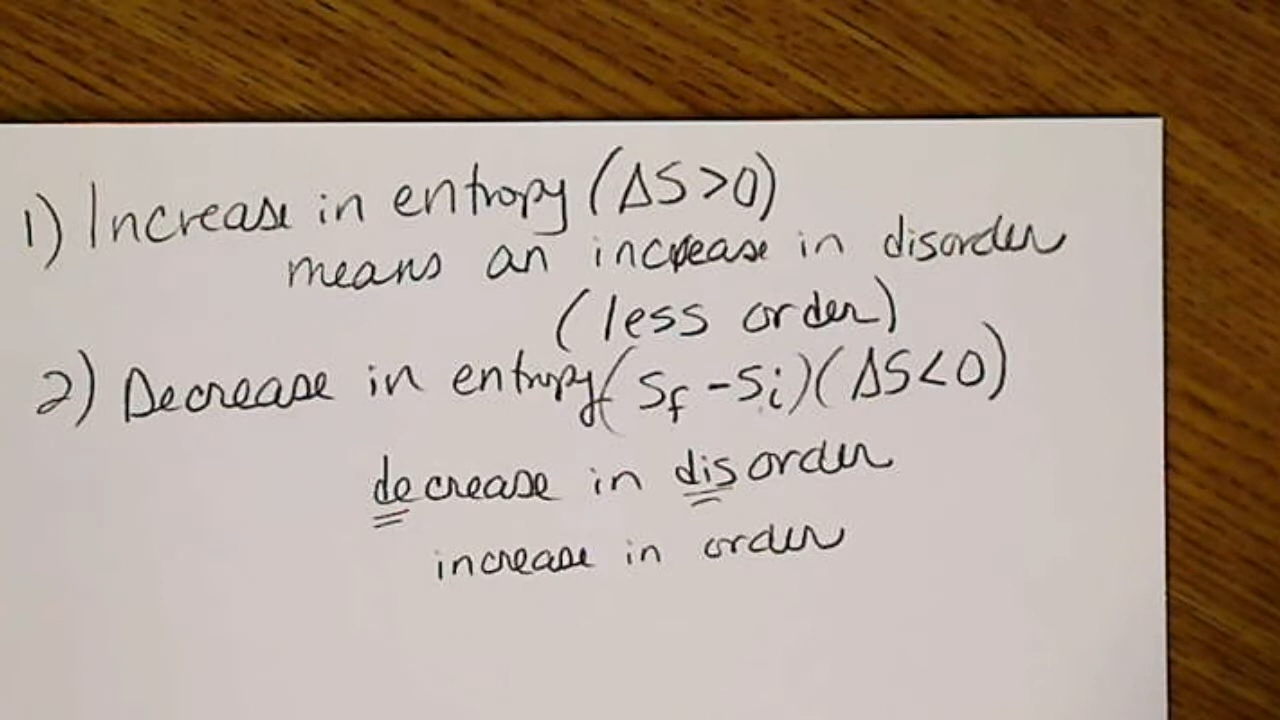 1) Increase in entropy (ΔS>0)
means an increase in disorder
(less order)
2) Decrease in entropy (Sf -Si)(ΔS<0)
decrease in disorder
increase in order